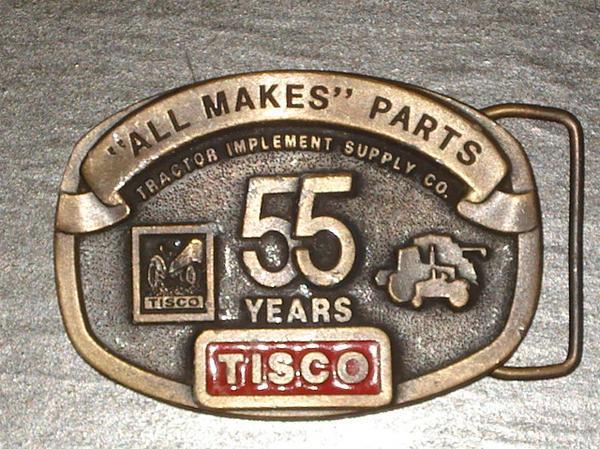 "ALL MAKES" PARTS
TRACTOR IMPLEMENT SUPPLY CO.
55
YEARS
TISCO
TISCO